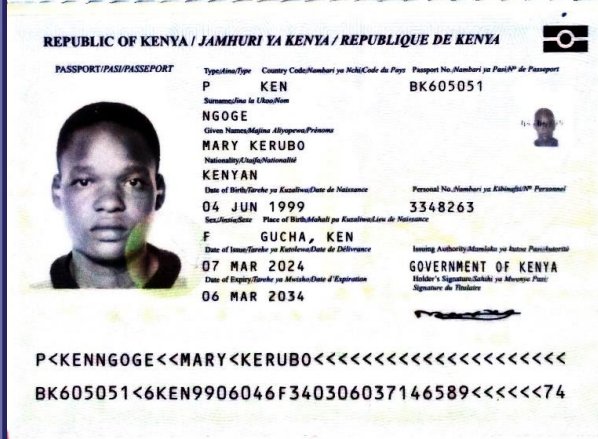 REPUBLIC OF KENYA / JAMHURI YA KENYA / REPUBLIQUE DE KENYA
PASSPORT/PASI/PASSEPORT
Type/Aina/Type Country Code/Nambari ya Nchi/Code du Pays Passport No./Nambari ya Pasi/Nº de Passeport
P KEN BK605051
Surname/Jina la Ukoo/Nom
NGOGE
Given Names/Majina Aliyopewa/Prénoms
MARY KERUBO
Nationality/Utaifa/Nationalité
KENYAN
Date of Birth/Tarehe ya Kuzaliwa/Date de Naissance Personal No./Nambari ya Kibinafsi/Nº Personnel
04 JUN 1999 3348263
Sex/Jinsia/Sexe Place of Birth/Mahali pa Kuzaliwa/Lieu de Naissance
F GUCHA, KEN
Date of Issue/Tarehe ya Kutolewa/Date de Délivrance Issuing Authority/Mamlaka ya kutoa Pasi/Autorité
07 MAR 2024 GOVERNMENT OF KENYA
Date of Expiry/Tarehe ya Mwisho/Date d'Expiration Holder's Signature/Sahihi ya Mwenye Pasi/
06 MAR 2034 Signature du Titulaire
P<KENNGOGE<<MARY<KERUBO<<<<<<<<<<<<<<<<<<<<<
BK605051<6KEN9906046F340306037146589<<<<<<74